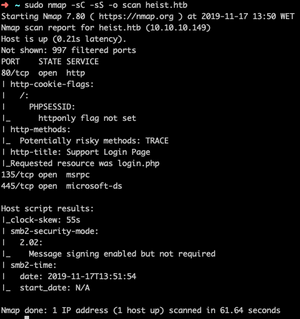 ➜ ~ sudo nmap -sC -sS -o scan heist.htb
Starting Nmap 7.80 ( https://nmap.org ) at 2019-11-17 13:50 WET
Nmap scan report for heist.htb (10.10.10.149)
Host is up (0.21s latency).
Not shown: 997 filtered ports
PORT    STATE SERVICE
80/tcp  open  http
| http-cookie-flags:
|   /:
|     PHPSESSID:
|_      httponly flag not set
| http-methods:
|_  Potentially risky methods: TRACE
| http-title: Support Login Page
|_Requested resource was login.php
135/tcp open  msrpc
445/tcp open  microsoft-ds
Host script results:
|_clock-skew: 55s
| smb2-security-mode:
|   2.02:
|_    Message signing enabled but not required
| smb2-time:
|   date: 2019-11-17T13:51:54
|_  start_date: N/A
Nmap done: 1 IP address (1 host up) scanned in 61.64 seconds